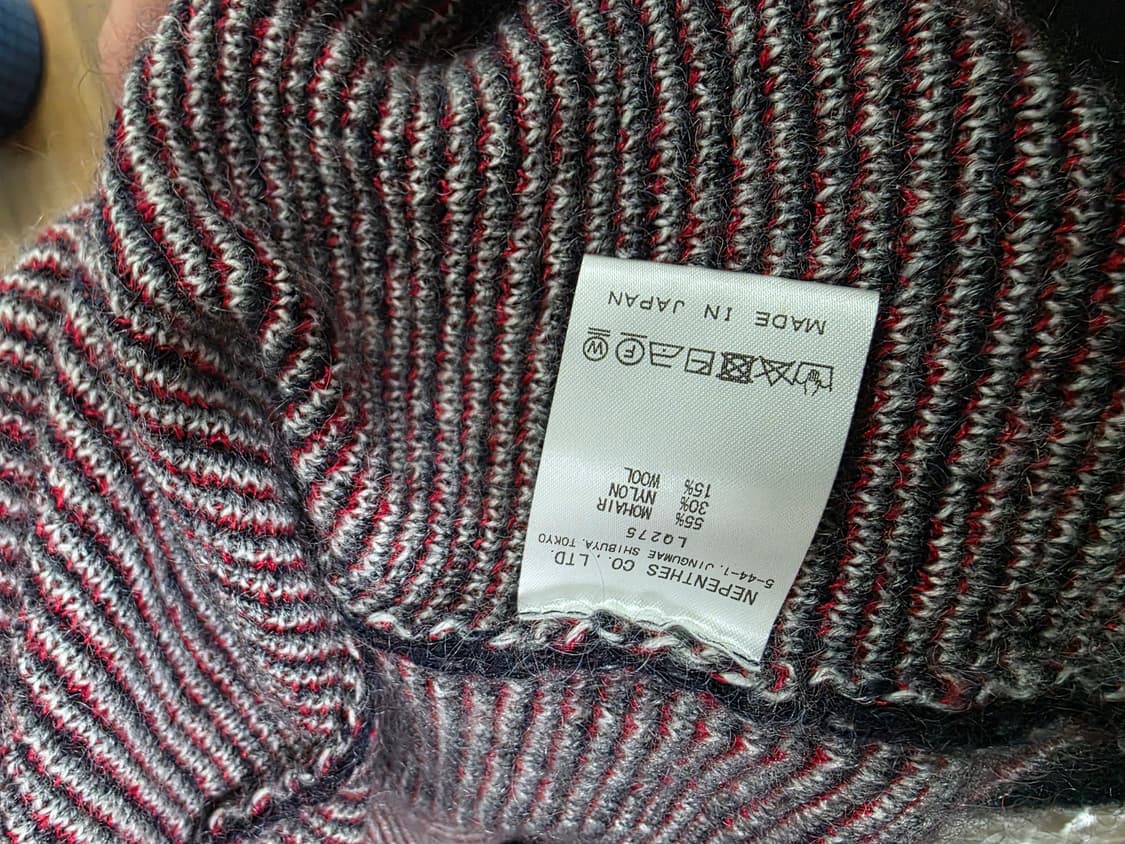 NEPENTHES CO., LTD.
5-44-1, JINGUMAE SHIBUYA, TOKYO
LQ275
55% MOHAIR
30% NYLON
15% WOOL
F W
MADE IN JAPAN